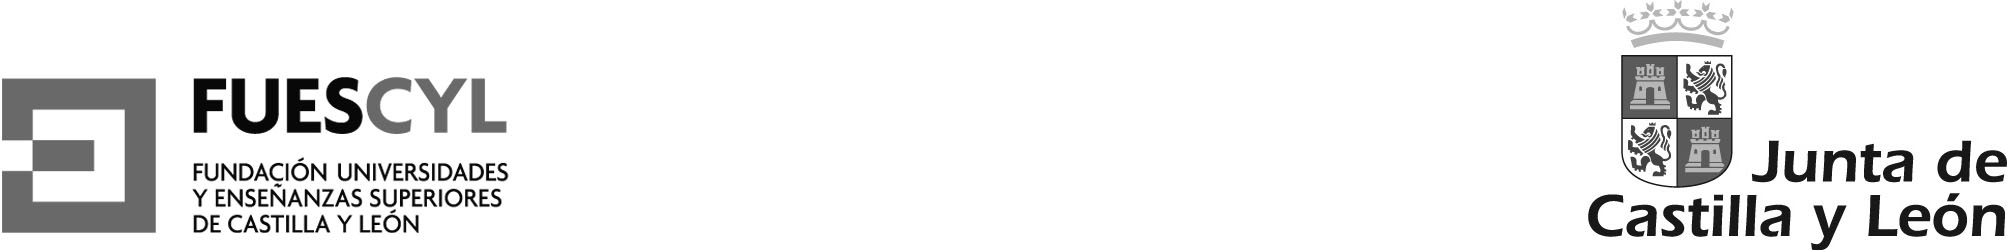 FUESCYL
FUNDACIÓN UNIVERSIDADES
Y ENSEÑANZAS SUPERIORES
DE CASTILLA Y LEÓN
Junta de
Castilla y León